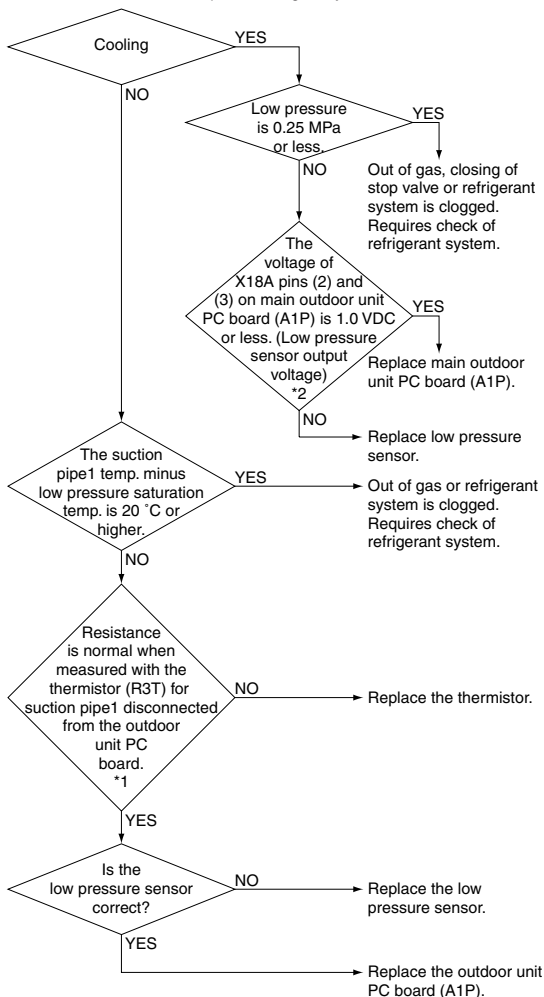 Cooling
YES
NO
Low pressure
is 0.25 MPa
or less.
YES
Out of gas, closing of
stop valve or refrigerant
system is clogged.
Requires check of
refrigerant system.
NO
The
voltage of
X18A pins (2) and
(3) on main outdoor unit
PC board (A1P) is 1.0 VDC
or less. (Low pressure
sensor output
voltage)
*2
YES
Replace main outdoor
unit PC board (A1P).
NO
Replace low pressure
sensor.
The suction
pipe1 temp. minus
low pressure saturation
temp. is 20 ˚C or
higher.
YES
Out of gas or refrigerant
system is clogged.
Requires check of
refrigerant system.
NO
Resistance
is normal when
measured with the
thermistor (R3T) for
suction pipe1 disconnected
from the outdoor
unit PC
board.
*1
NO
Replace the thermistor.
YES
Is the
low pressure sensor
correct?
NO
Replace the low
pressure sensor.
YES
Replace the outdoor unit
PC board (A1P).